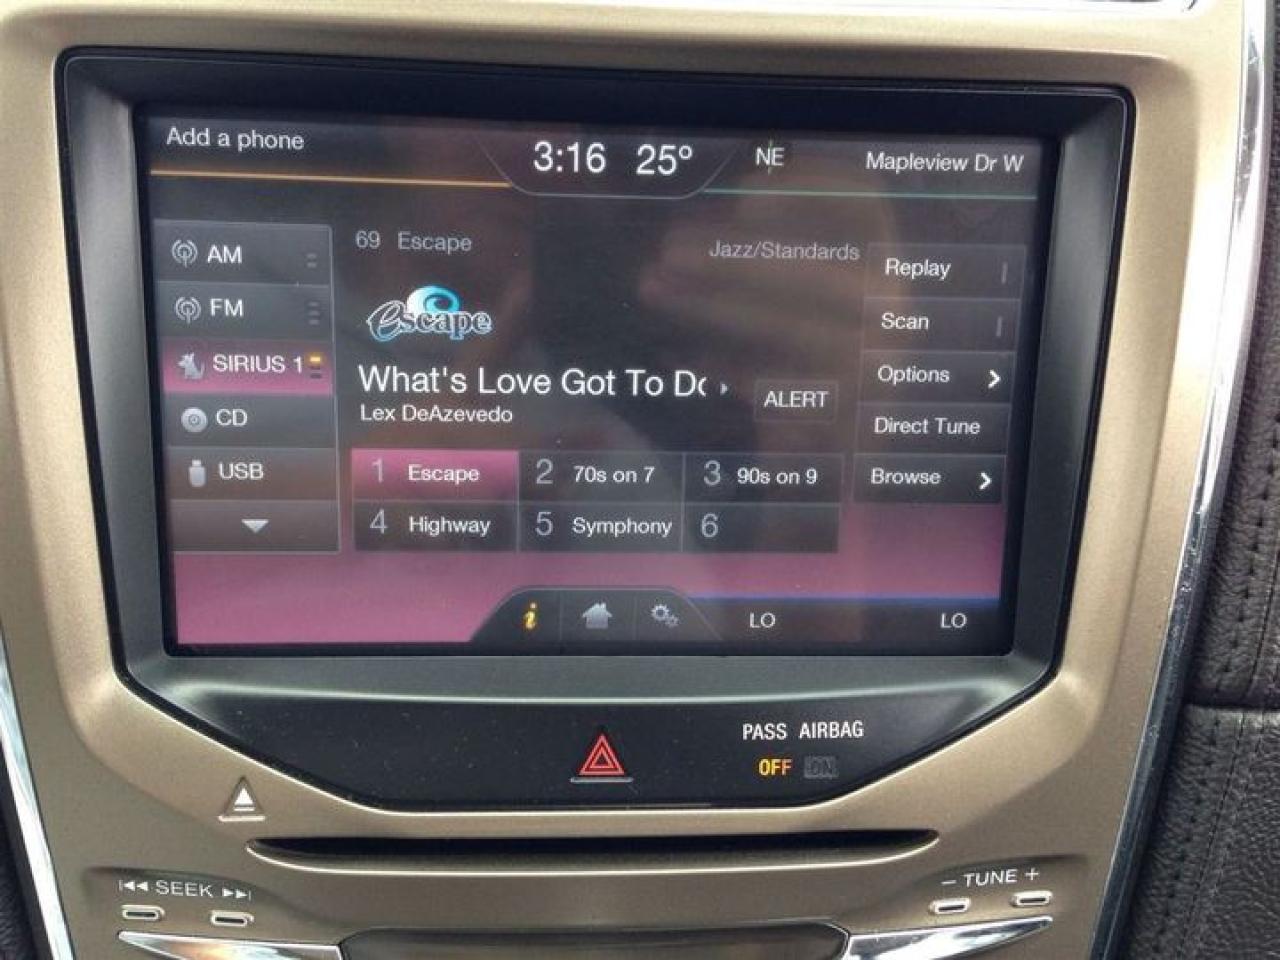 Add a phone
3:16 25° NE Mapleview Dr W
69 Escape
Jazz/Standards
AM
FM
SIRIUS 1
CD
USB
escape
What's Love Got To Do
Lex DeAzevedo
ALERT
Replay
Scan
Options
Direct Tune
Browse
1 Escape 2 70s on 7 3 90s on 9
4 Highway 5 Symphony 6
i LO LO
PASS AIRBAG
OFF ON
SEEK
- TUNE +